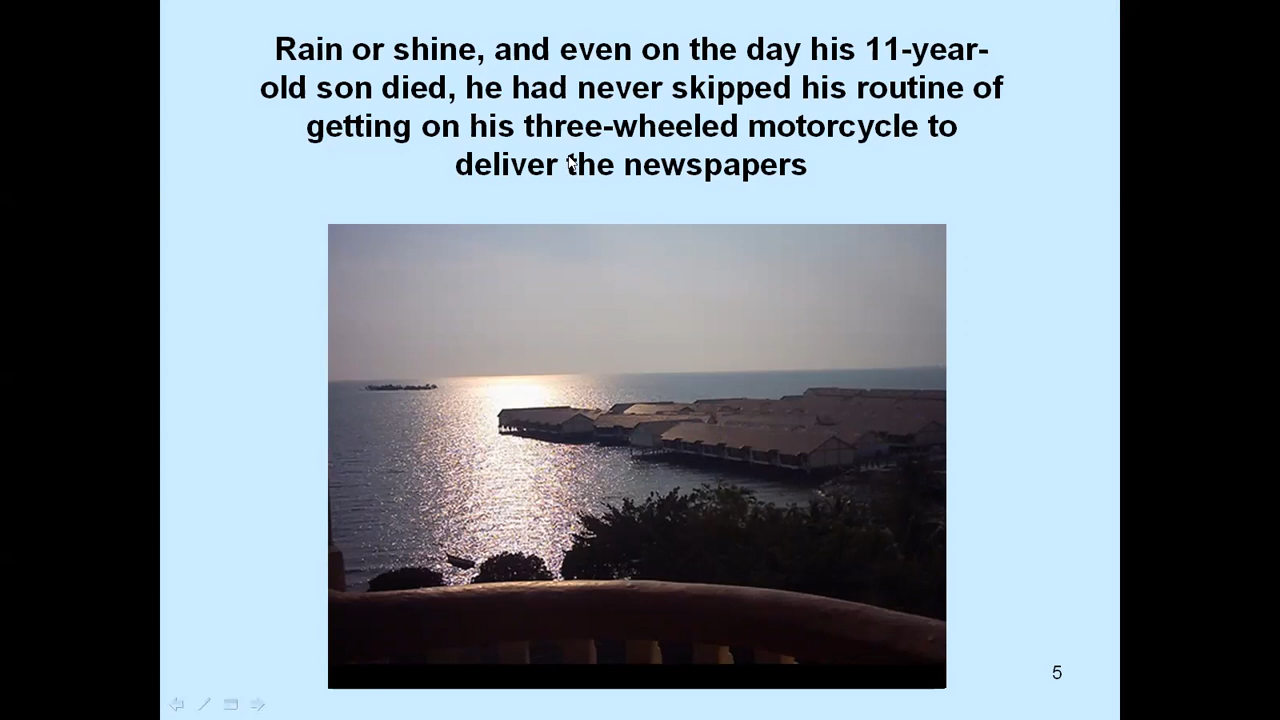 Rain or shine, and even on the day his 11-year-
old son died, he had never skipped his routine of
getting on his three-wheeled motorcycle to
deliver the newspapers
5